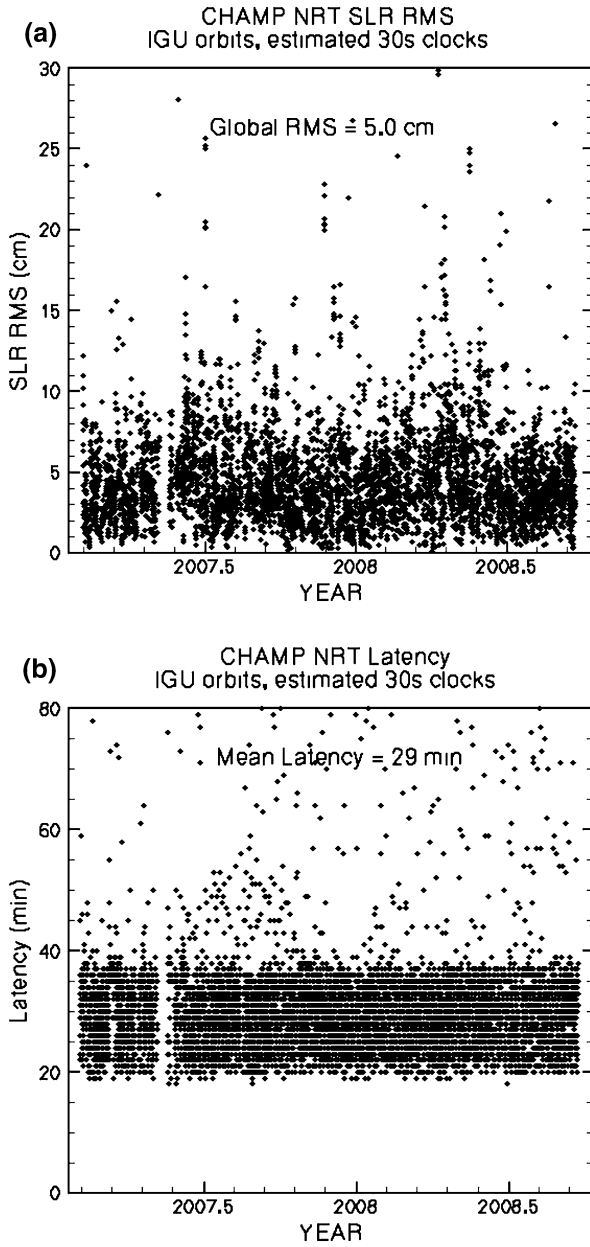 (a)
CHAMP NRT SLR RMS
IGU orbits, estimated 30s clocks
Global RMS = 5.0 cm
SLR RMS (cm)
30
25
20
15
10
5
0
2007.5
2008
2008.5
YEAR
(b)
CHAMP NRT Latency
IGU orbits, estimated 30s clocks
Mean Latency = 29 min
Latency (min)
80
60
40
20
0
2007.5
2008
2008.5
YEAR